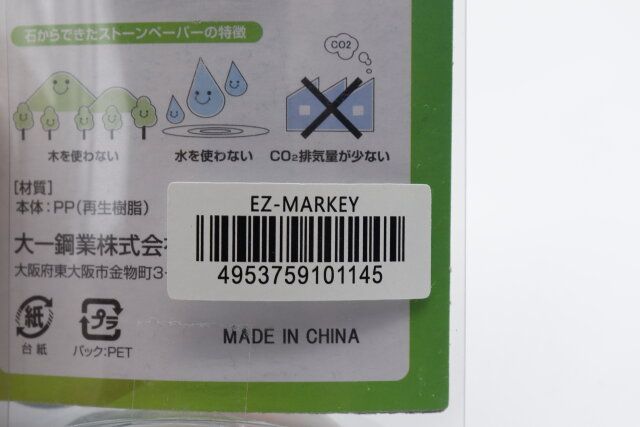 石からできたストーンペーパーの特徴
CO2
木を使わない
水を使わない
CO₂排気量が少ない
[材質]
本体:PP(再生樹脂)
大一鋼業株式会
大阪府東大阪市金物町3-
EZ-MARKEY
4953759101145
紙
プラ
台紙
パック:PET
MADE IN CHINA